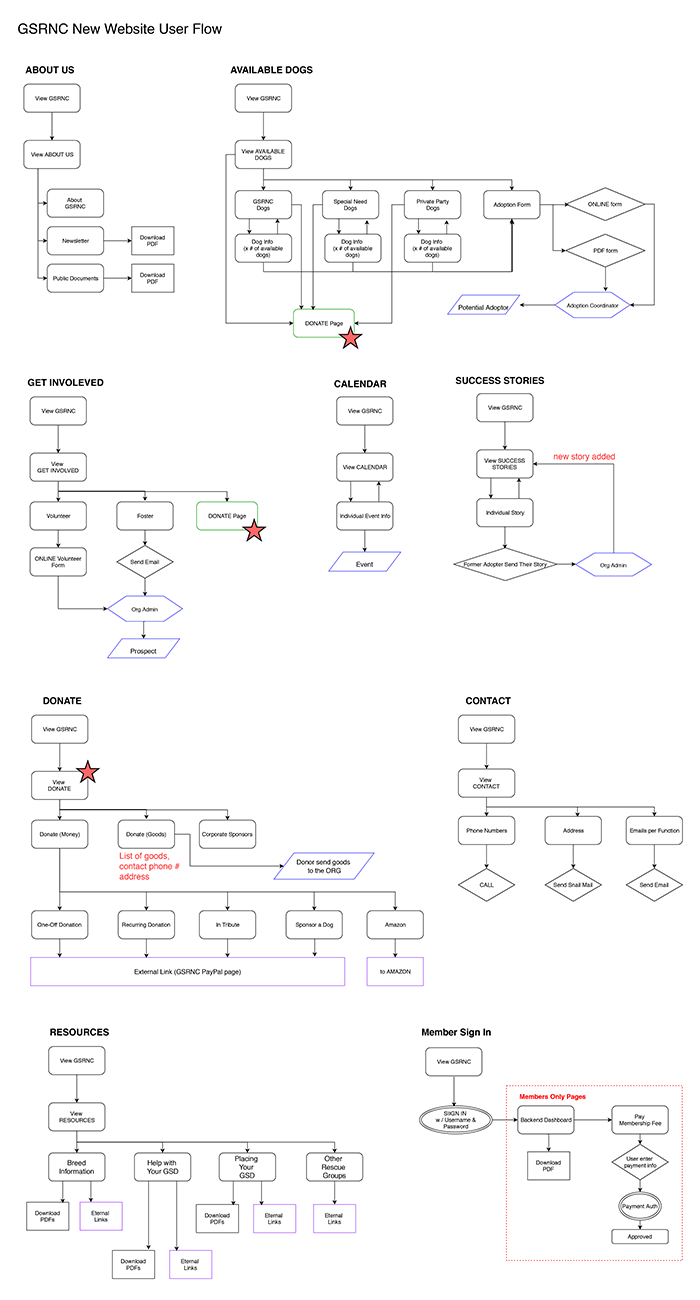 GSRNC New Website User Flow
ABOUT US
View GSRNC
View ABOUT US
About
GSRNC
Newsletter
Download
PDF
Public Documents
Download
PDF
AVAILABLE DOGS
View GSRNC
View AVAILABLE
DOGS
GSRNC
Dogs
Special Need
Dogs
Private Party
Dogs
Adoption Form
ONLINE form
Dog Info
(x # of available
dogs)
Dog Info
(x # of available
dogs)
Dog Info
(x # of available
dogs)
PDF form
Potential Adoptor
Adoption Coordinator
DONATE Page
GET INVOLEVED
View GSRNC
View
GET INVOLVED
Volunteer
Foster
DONATE Page
ONLINE Volunteer
Form
Send Email
Org Admin
Prospect
CALENDAR
View GSRNC
View CALENDAR
Individual Event Info
Event
SUCCESS STORIES
View GSRNC
new story added
View SUCCESS
STORIES
Individual Story
Former Adopter Send Their Story
Org Admin
DONATE
View GSRNC
View
DONATE
Donate (Money)
Donate (Goods)
Corporate Sponsors
List of goods,
contact phone #
address
Donor send goods
to the ORG
One-Off Donation
Recurring Donation
In Tribute
Sponsor a Dog
Amazon
External Link (GSRNC PayPal page)
to AMAZON
CONTACT
View GSRNC
View
CONTACT
Phone Numbers
Address
Emails per Function
CALL
Send Snail Mail
Send Email
RESOURCES
View GSRNC
View
RESOURCES
Breed
Information
Help with
Your GSD
Placing
Your
GSD
Other
Rescue
Groups
Download
PDFs
Eternal
Links
Download
PDFs
Eternal
Links
Eternal
Links
Download
PDFs
Eternal
Links
Member Sign In
View GSRNC
SIIGN IN
w / Username &
Password
Members Only Pages
Backend Dashboard
Pay
Membership Fee
Download
PDF
User enter
payment info
Payment Auth
Approved